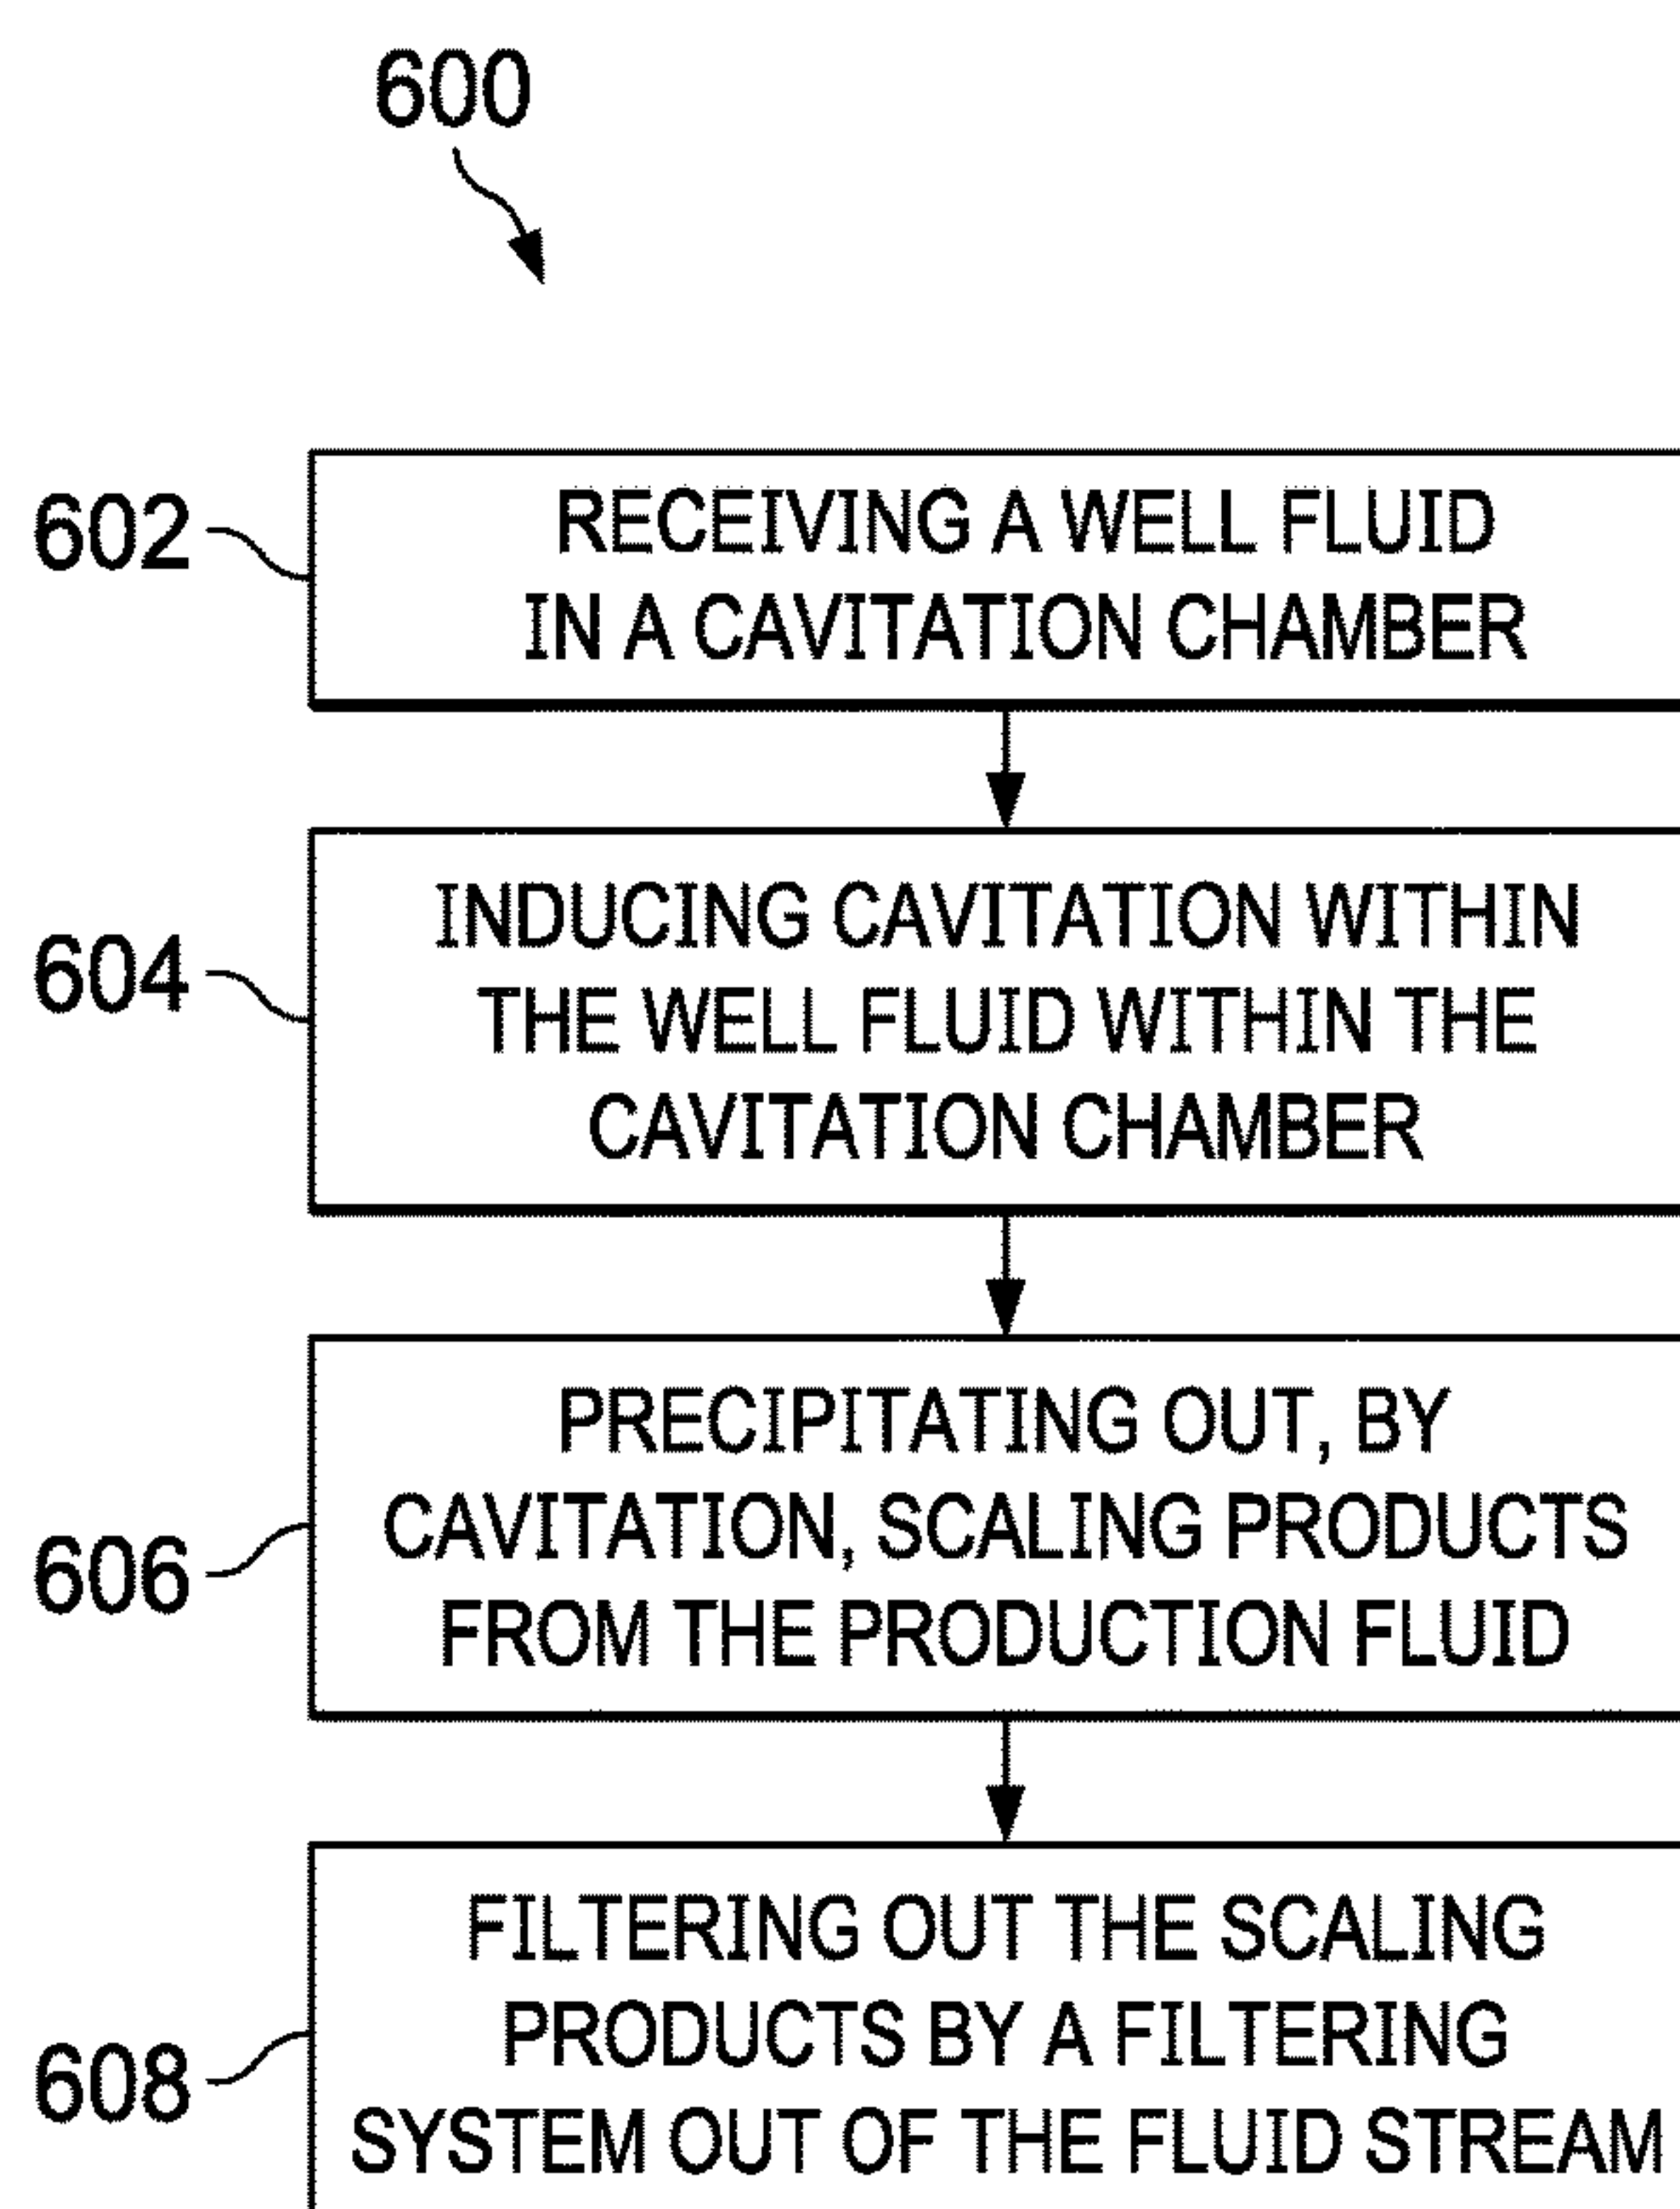 600
602
RECEIVING A WELL FLUID
IN A CAVITATION CHAMBER
604
INDUCING CAVITATION WITHIN
THE WELL FLUID WITHIN THE
CAVITATION CHAMBER
606
PRECIPITATING OUT, BY
CAVITATION, SCALING PRODUCTS
FROM THE PRODUCTION FLUID
608
FILTERING OUT THE SCALING
PRODUCTS BY A FILTERING
SYSTEM OUT OF THE FLUID STREAM